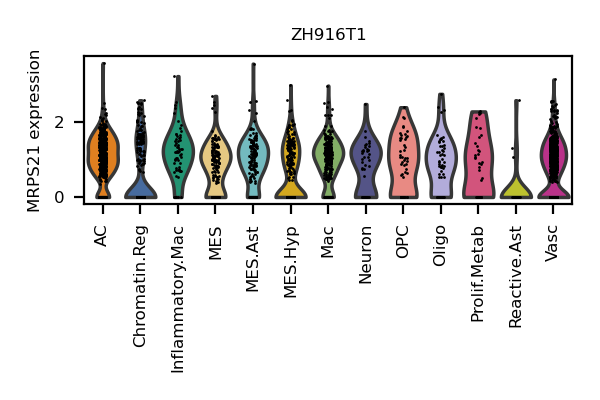 ZH916T1
MRPS21 expression
2
0
AC
Chromatin.Reg
Inflammatory.Mac
MES
MES.Ast
MES.Hyp
Mac
Neuron
OPC
Oligo
Prolif.Metab
Reactive.Ast
Vasc